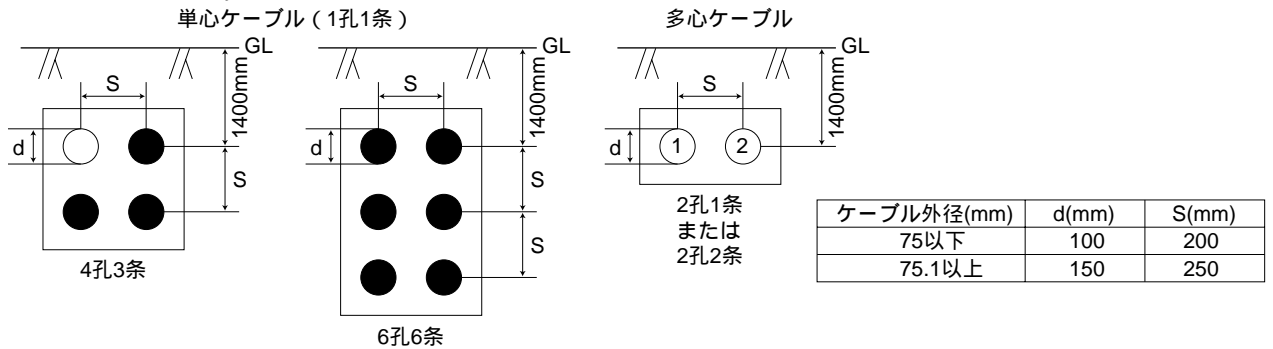 単心ケーブル（1孔1条）
GL
S
1400mm
d
S
4孔3条
GL
S
1400mm
d
S
S
6孔6条
多心ケーブル
GL
S
1400mm
d
1
2
2孔1条
または
2孔2条
ケーブル外径(mm) d(mm) S(mm)
75以下 100 200
75.1以上 150 250